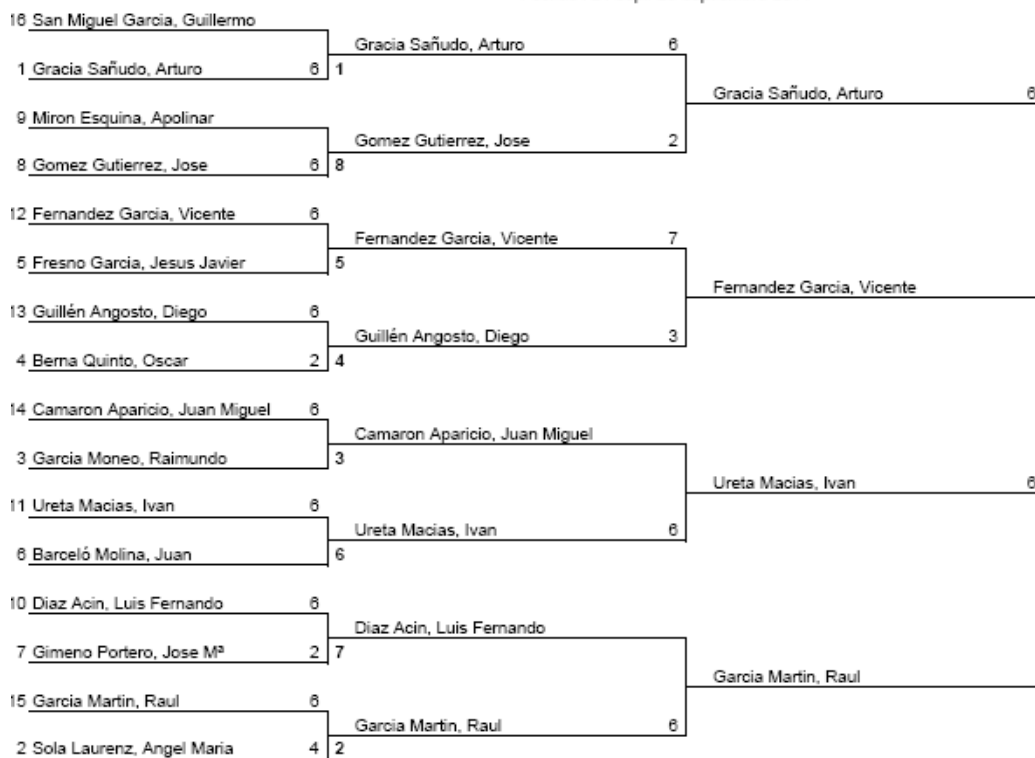 16 San Miguel Garcia, Guillermo
Gracia Sañudo, Arturo 6
1 Gracia Sañudo, Arturo 6 1
Gracia Sañudo, Arturo 6
9 Miron Esquina, Apolinar
Gomez Gutierrez, Jose 2
8 Gomez Gutierrez, Jose 6 8
12 Fernandez Garcia, Vicente 6
Fernandez Garcia, Vicente 7
5 Fresno Garcia, Jesus Javier 5
Fernandez Garcia, Vicente
13 Guillén Angosto, Diego 6
Guillén Angosto, Diego 3
4 Berna Quinto, Oscar 2 4
14 Camaron Aparicio, Juan Miguel 6
Camaron Aparicio, Juan Miguel
3 Garcia Moneo, Raimundo 3
Ureta Macias, Ivan 6
11 Ureta Macias, Ivan 6
Ureta Macias, Ivan 6
6 Barceló Molina, Juan 6
10 Diaz Acin, Luis Fernando 6
Diaz Acin, Luis Fernando
7 Gimeno Portero, Jose Mª 2 7
Garcia Martin, Raul
15 Garcia Martin, Raul 6
Garcia Martin, Raul 6
2 Sola Laurenz, Angel Maria 4 2